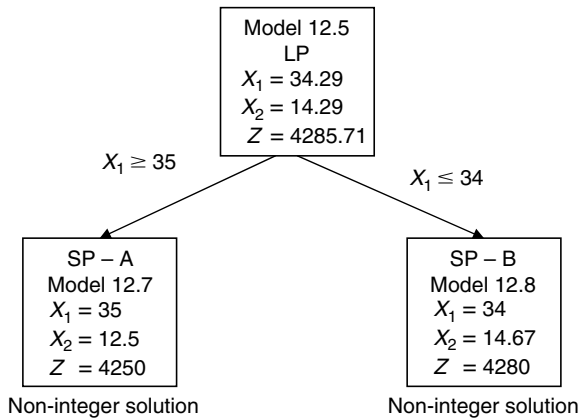 Model 12.5
LP
X₁ = 34.29
X₂ = 14.29
Z = 4285.71
X₁ ≥ 35
X₁ ≤ 34
SP – A
Model 12.7
X₁ = 35
X₂ = 12.5
Z = 4250
Non-integer solution
SP – B
Model 12.8
X₁ = 34
X₂ = 14.67
Z = 4280
Non-integer solution